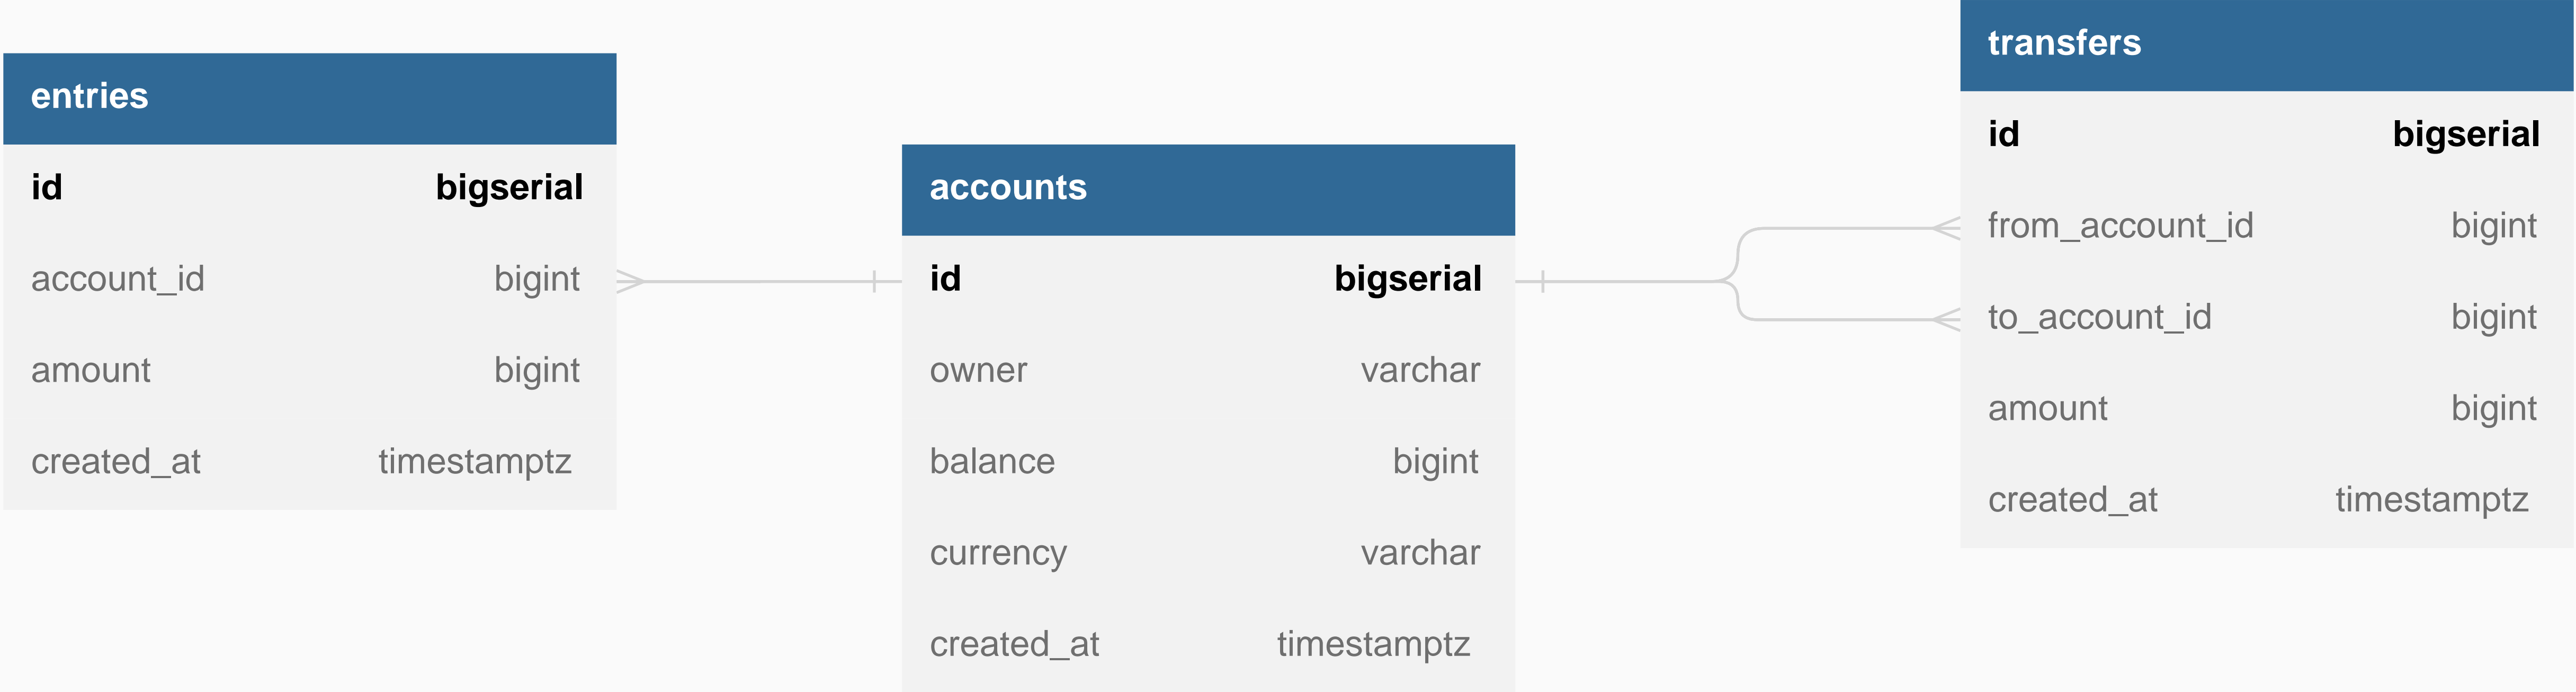 entries
id bigserial
account_id bigint
amount bigint
created_at timestamptz
accounts
id bigserial
owner varchar
balance bigint
currency varchar
created_at timestamptz
transfers
id bigserial
from_account_id bigint
to_account_id bigint
amount bigint
created_at timestamptz